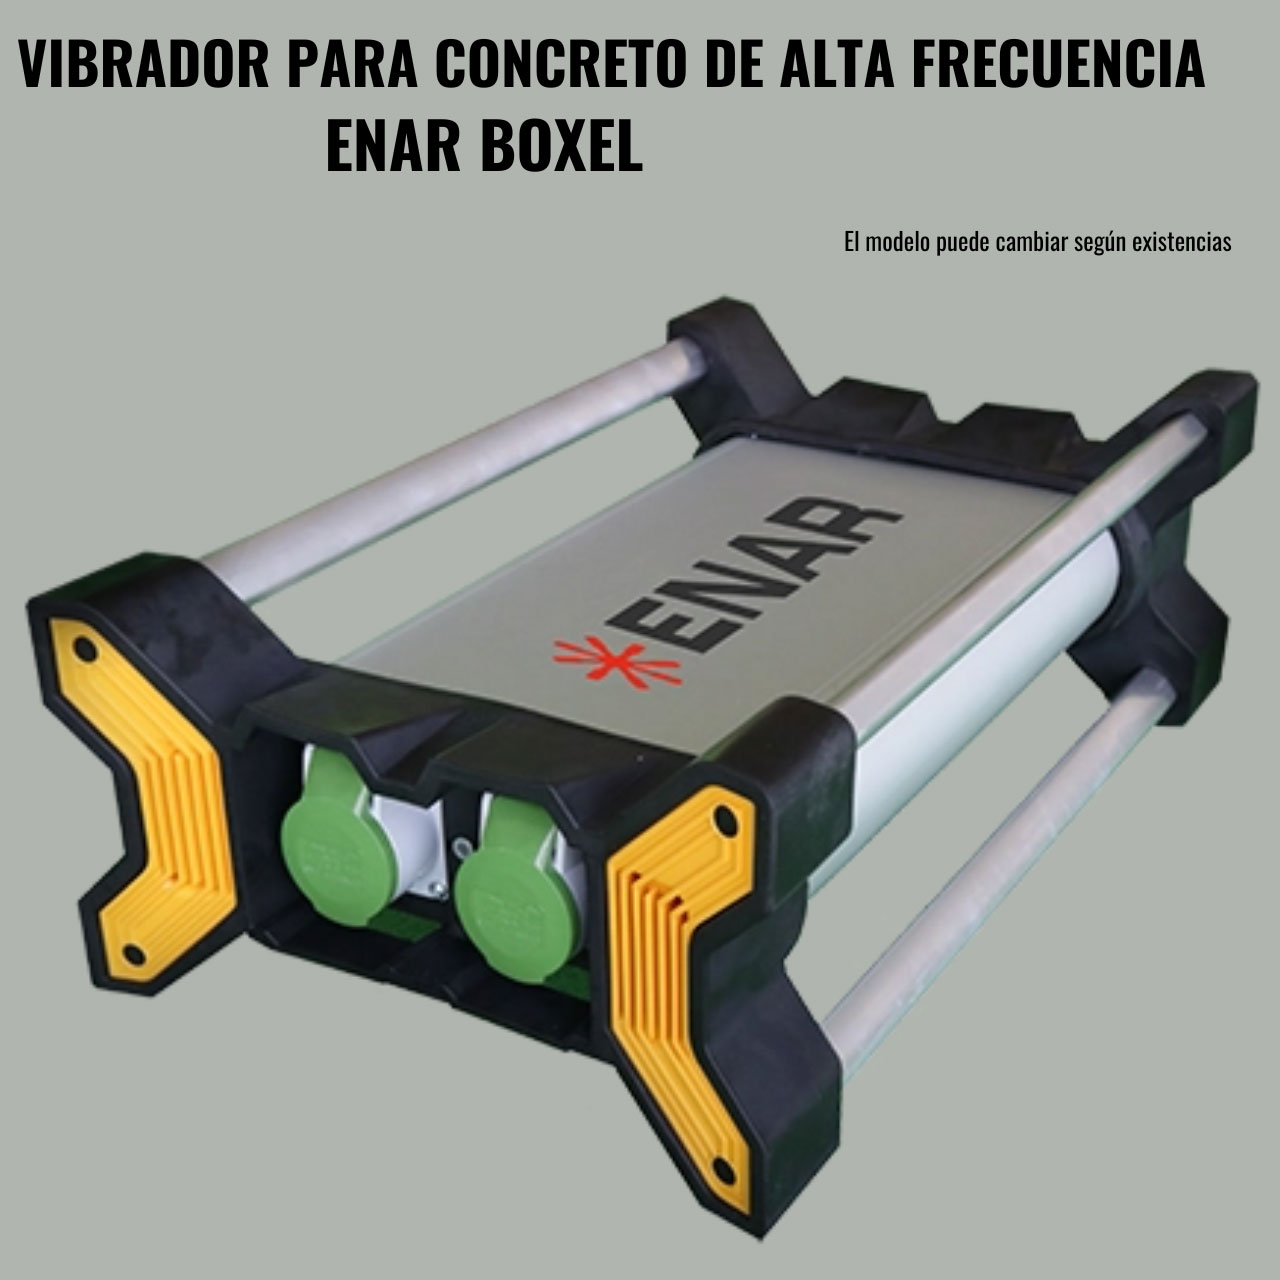 VIBRADOR PARA CONCRETO DE ALTA FRECUENCIA
ENAR BOXEL
El modelo puede cambiar según existencias
ENAR